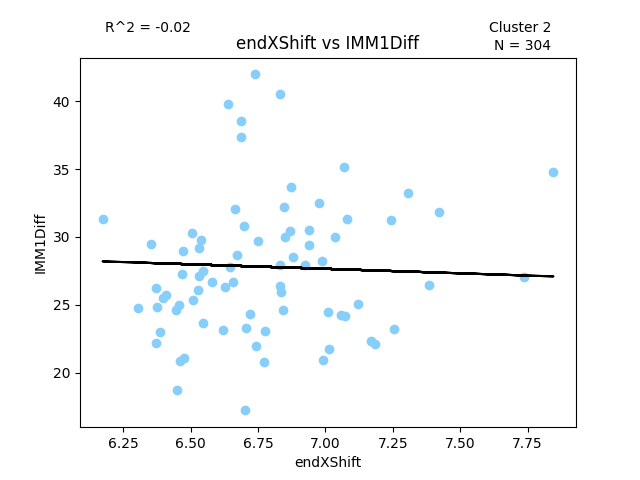 R^2 = -0.02
Cluster 2
endXShift vs IMM1Diff
N = 304
40
35
30
25
20
IMM1Diff
6.25 6.50 6.75 7.00 7.25 7.50 7.75
endXShift